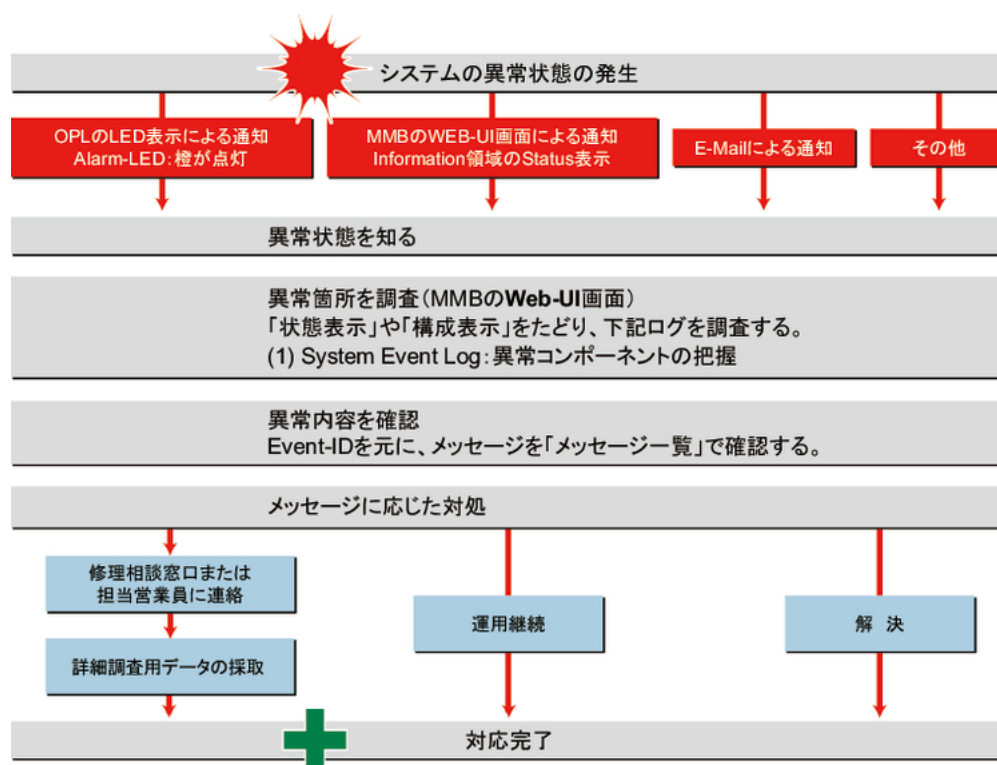 システムの異常状態の発生
OPLのLED表示による通知
Alarm-LED：橙が点灯
MMBのWEB-UI画面による通知
Information領域のStatus表示
E-Mailによる通知
その他
異常状態を知る
異常箇所を調査（MMBのWeb-UI画面）
「状態表示」や「構成表示」をたどり、下記ログを調査する。
(1) System Event Log：異常コンポーネントの把握
異常内容を確認
Event-IDを元に、メッセージを「メッセージ一覧」で確認する。
メッセージに応じた対処
修理相談窓口または
担当営業員に連絡
詳細調査用データの採取
運用継続
解　決
対応完了